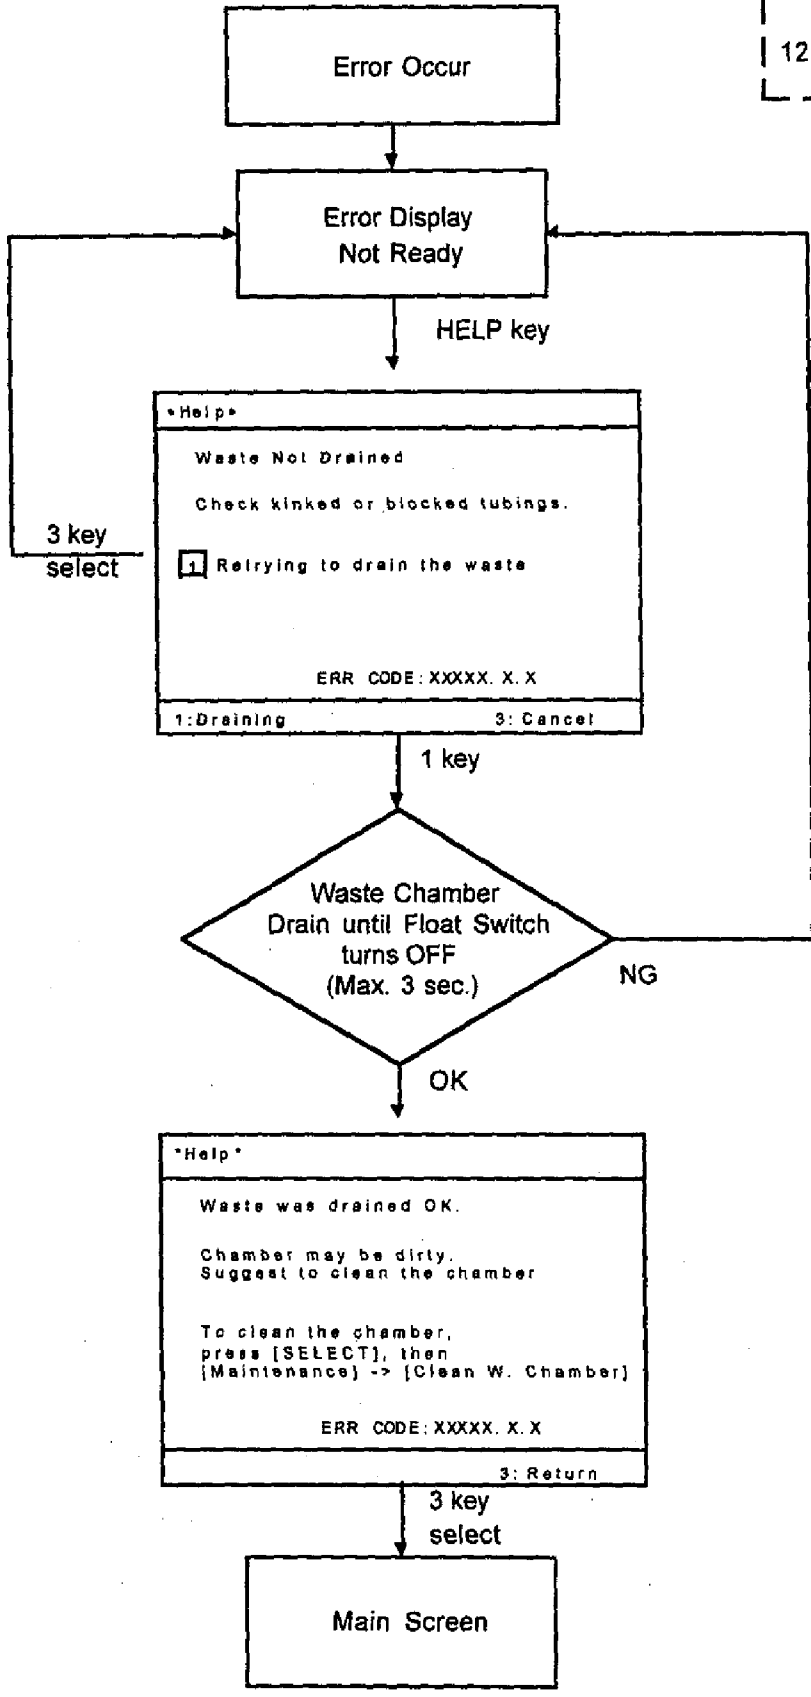 Error Occur
12
Error Display
Not Ready
HELP key
*Help*
Waste Not Drained
Check kinked or blocked tubings.
3 key
select
1 Retrying to drain the waste
ERR CODE:XXXXX. X. X
1:Draining 3: Cancel
1 key
Waste Chamber
Drain until Float Switch
turns OFF
(Max. 3 sec.)
NG
OK
*Help*
Waste was drained OK.
Chamber may be dirty.
Suggest to clean the chamber
To clean the chamber,
press [SELECT], then
[Maintenance] -> [Clean W. Chamber]
ERR CODE:XXXXX. X. X
3: Return
3 key
select
Main Screen